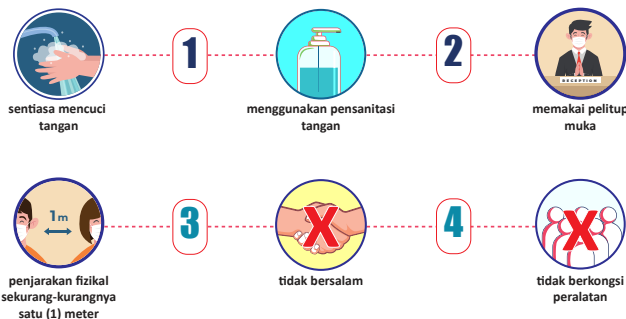 1
2
RECEPTION
sentiasa mencuci
tangan
menggunakan pensanitasi
tangan
memakai pelitup
muka
1m
3
4
X
X
penjarakan fizikal
sekurang-kurangnya
satu (1) meter
tidak bersalam
tidak berkongsi
peralatan